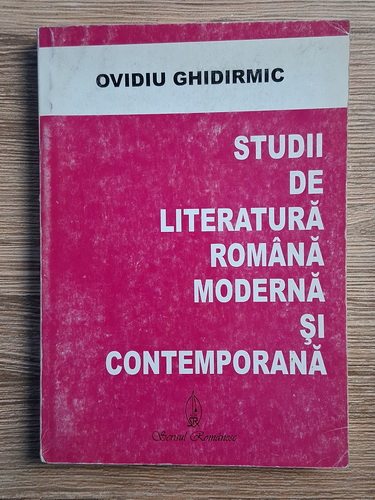 OVIDIU GHIDIRMIC
STUDII
DE
LITERATURĂ
ROMÂNĂ
MODERNĂ
ŞI
CONTEMPORANĂ
Scrisul Românesc